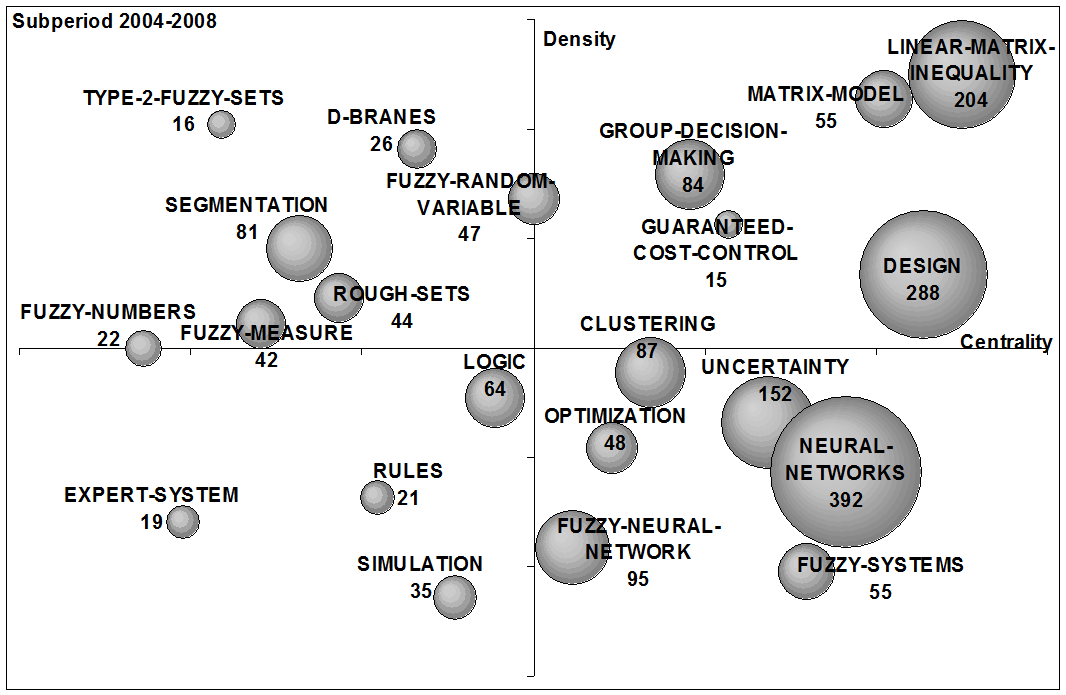 Subperiod 2004-2008
Density
LINEAR-MATRIX-
INEQUALITY
204
MATRIX-MODEL
55
TYPE-2-FUZZY-SETS
16
D-BRANES
26
GROUP-DECISION-
MAKING
84
FUZZY-RANDOM-
VARIABLE
47
SEGMENTATION
81
GUARANTEED-
COST-CONTROL
15
DESIGN
288
ROUGH-SETS
44
FUZZY-NUMBERS
22
FUZZY-MEASURE
42
CLUSTERING
87
Centrality
LOGIC
64
UNCERTAINTY
152
OPTIMIZATION
48
NEURAL-
NETWORKS
392
RULES
21
EXPERT-SYSTEM
19
FUZZY-NEURAL-
NETWORK
95
SIMULATION
35
FUZZY-SYSTEMS
55